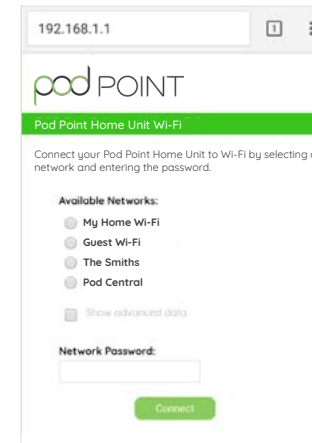 192.168.1.1
1
pod POINT
Pod Point Home Unit Wi-Fi
Connect your Pod Point Home Unit to Wi-Fi by selecting
network and entering the password.
Available Networks:
My Home Wi-Fi
Guest Wi-Fi
The Smiths
Pod Central
Show advanced data
Network Password:
Connect